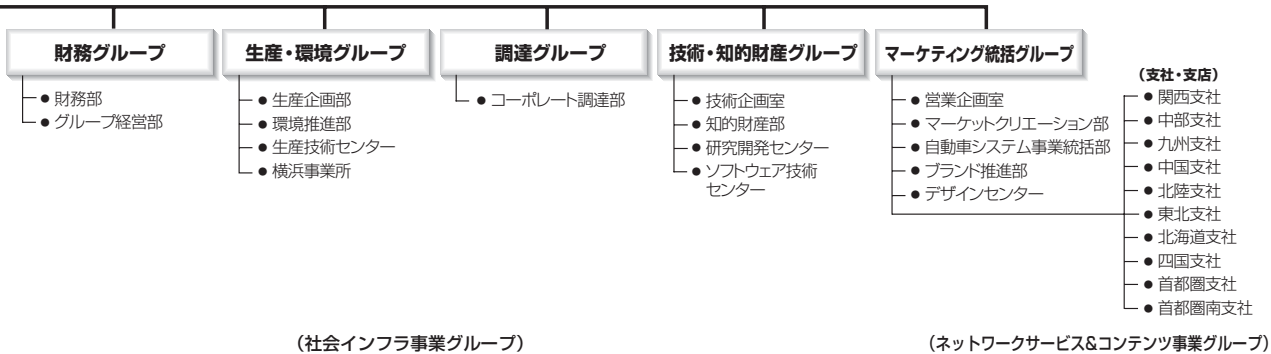 財務グループ
● 財務部
● グループ経営部
生産・環境グループ
● 生産企画部
● 環境推進部
● 生産技術センター
● 横浜事業所
調達グループ
● コーポレート調達部
技術・知的財産グループ
● 技術企画室
● 知的財産部
● 研究開発センター
● ソフトウェア技術
センター
マーケティング統括グループ
● 営業企画室
● マーケットクリエーション部
● 自動車システム事業統括部
● ブランド推進部
● デザインセンター
(支社・支店)
● 関西支社
● 中部支社
● 九州支社
● 中国支社
● 北陸支社
● 東北支社
● 北海道支社
● 四国支社
● 首都圏支社
● 首都圏南支社
(社会インフラ事業グループ)
(ネットワークサービス&コンテンツ事業グループ)